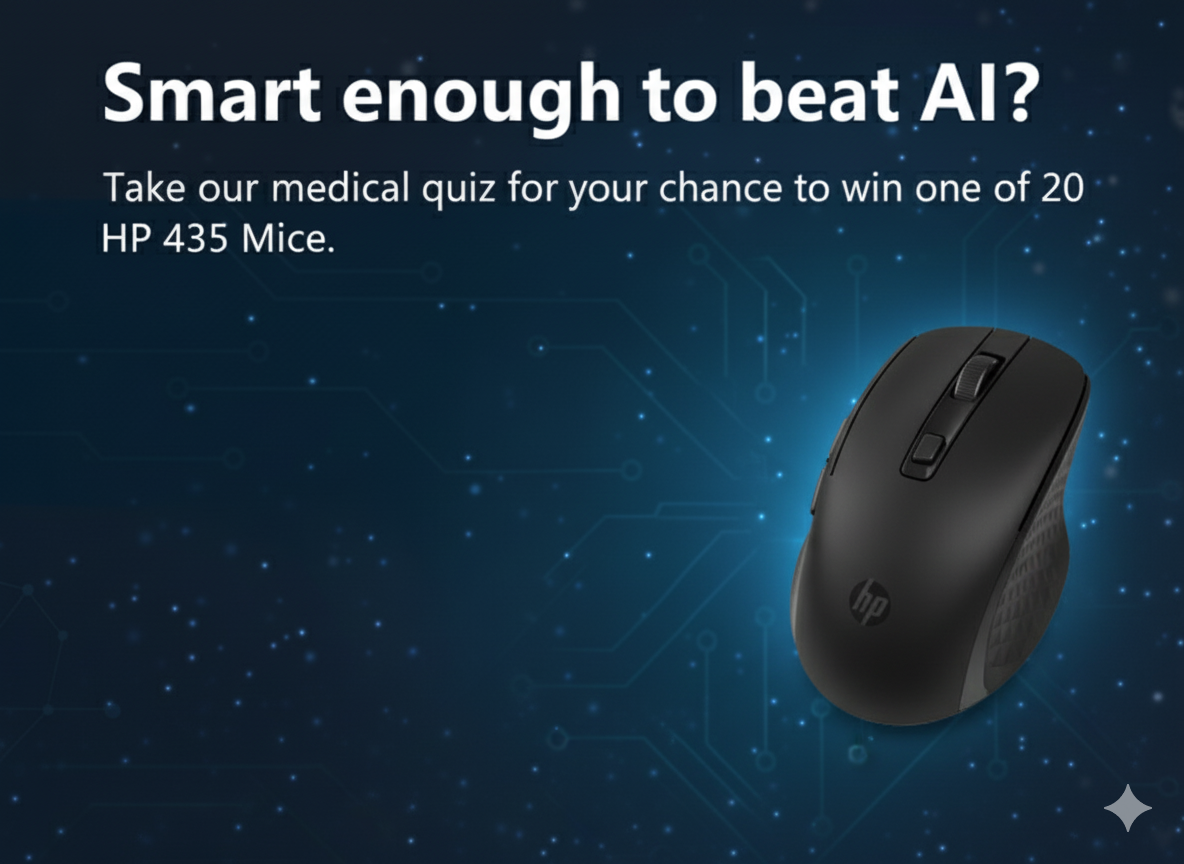 Smart enough to beat AI?
Take our medical quiz for your chance to win one of 20
HP 435 Mice.
hp